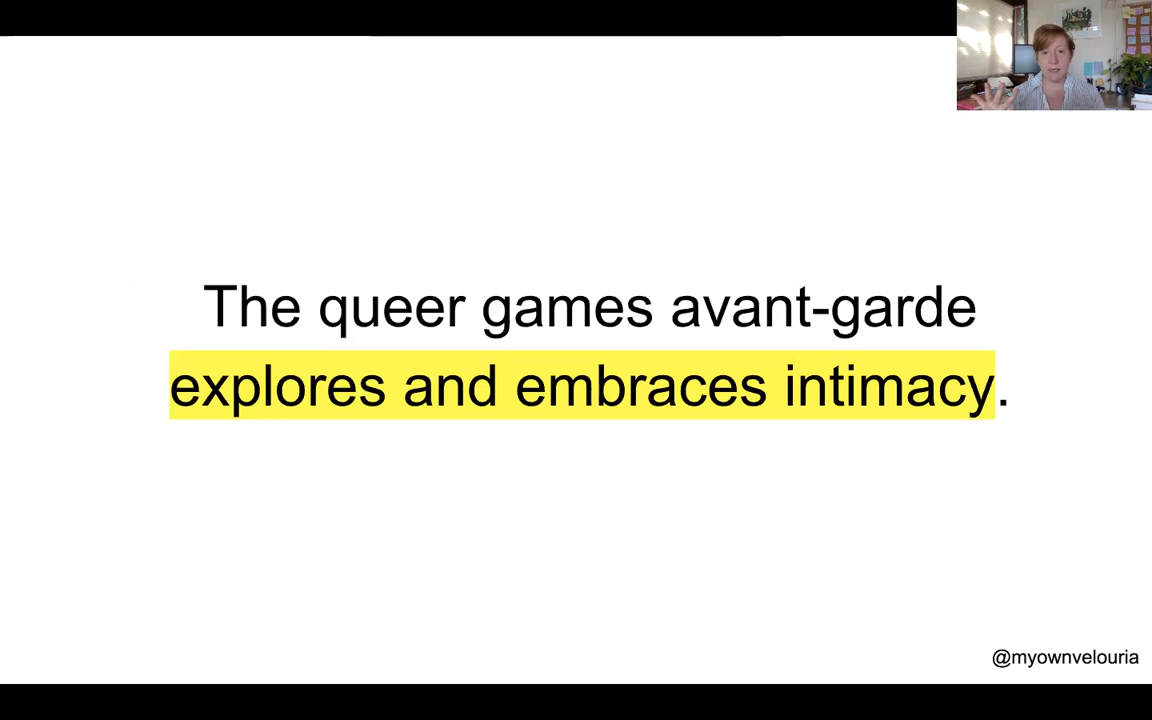 The queer games avant-garde
explores and embraces intimacy.
@myownvelouria